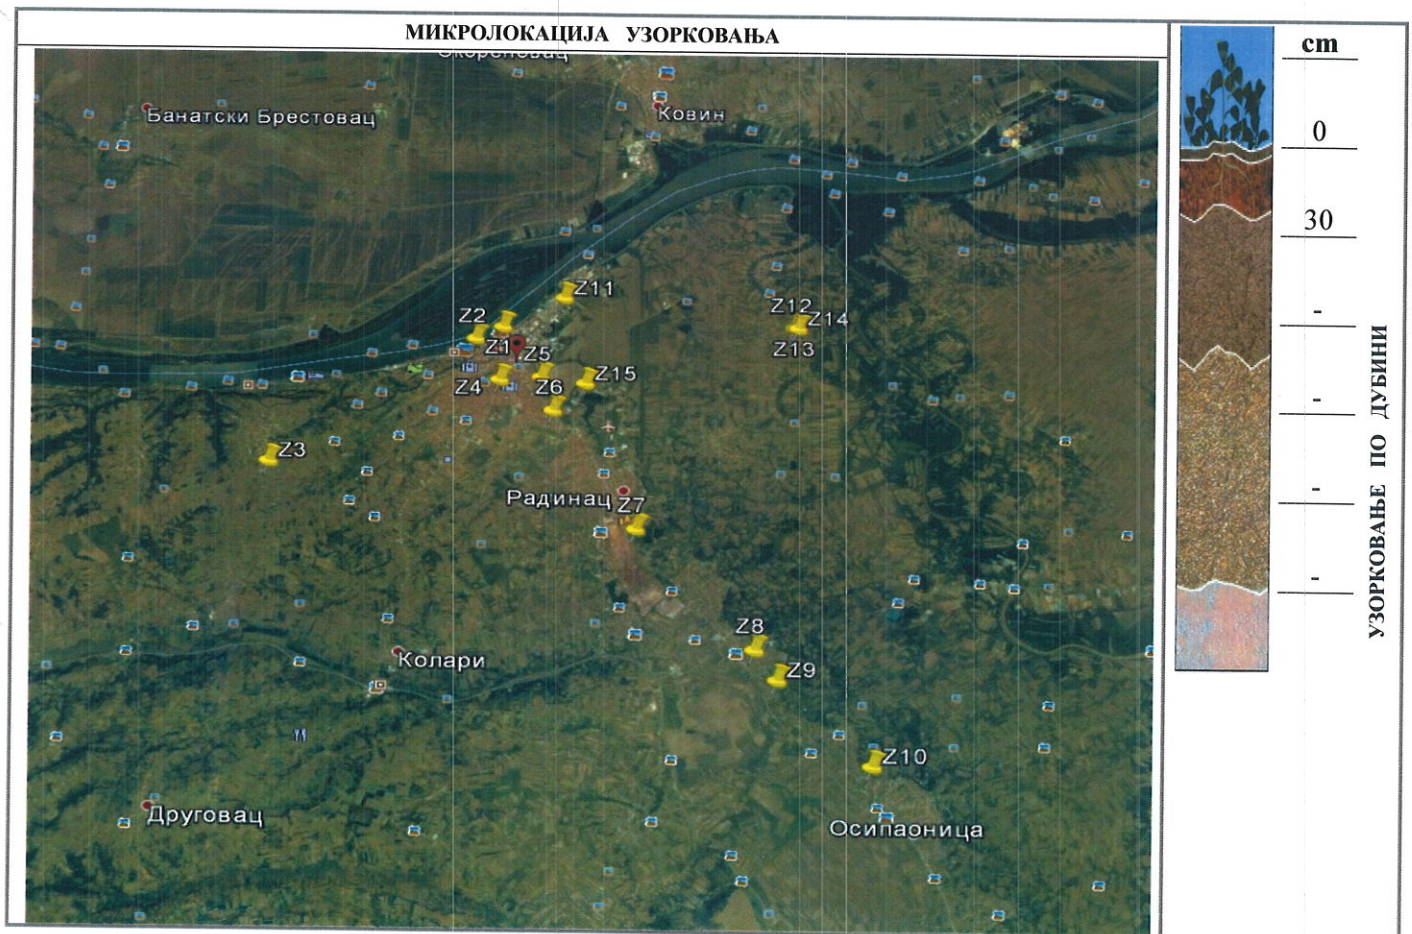 МИКРОЛОКАЦИЈА УЗОРКОВАЊА
cm
Скореновац
Банатски Брестовац
Ковин
0
30
Z11
Z12
Z14
Z2
Z1
Z5
Z13
-
Z4
Z6
Z15
-
Z3
Радинац
Z7
-
-
Z8
Колари
Z9
Z10
Друговац
Осипаоница
УЗОРКОВАЊЕ ПО ДУБИНИ